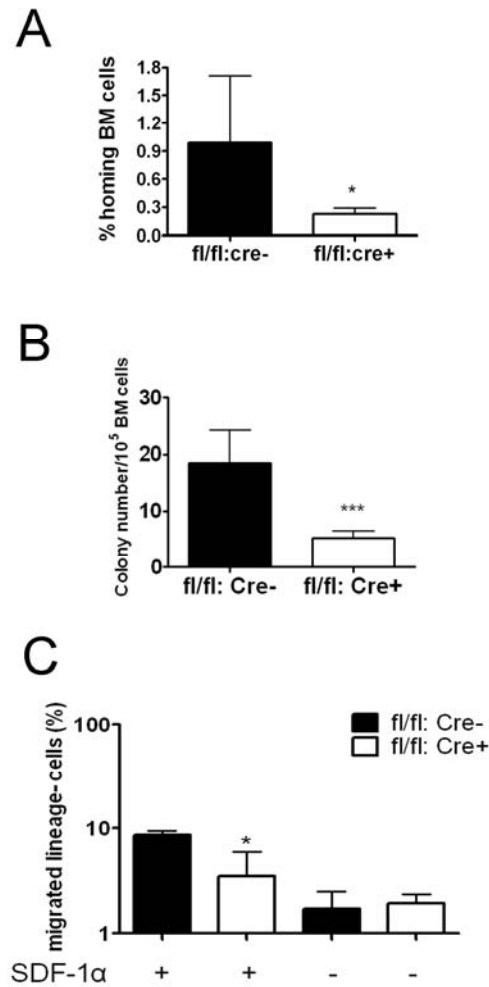 A
% homing BM cells
1.8
1.5
1.2
0.9
0.6
0.3
0.0
*
fl/fl:cre-
fl/fl:cre+
B
Colony number/10⁵ BM cells
30
20
10
0
***
fl/fl: Cre-
fl/fl: Cre+
C
migrated lineage- cells (%)
100
10
1
*
fl/fl: Cre-
fl/fl: Cre+
SDF-1α + + - -